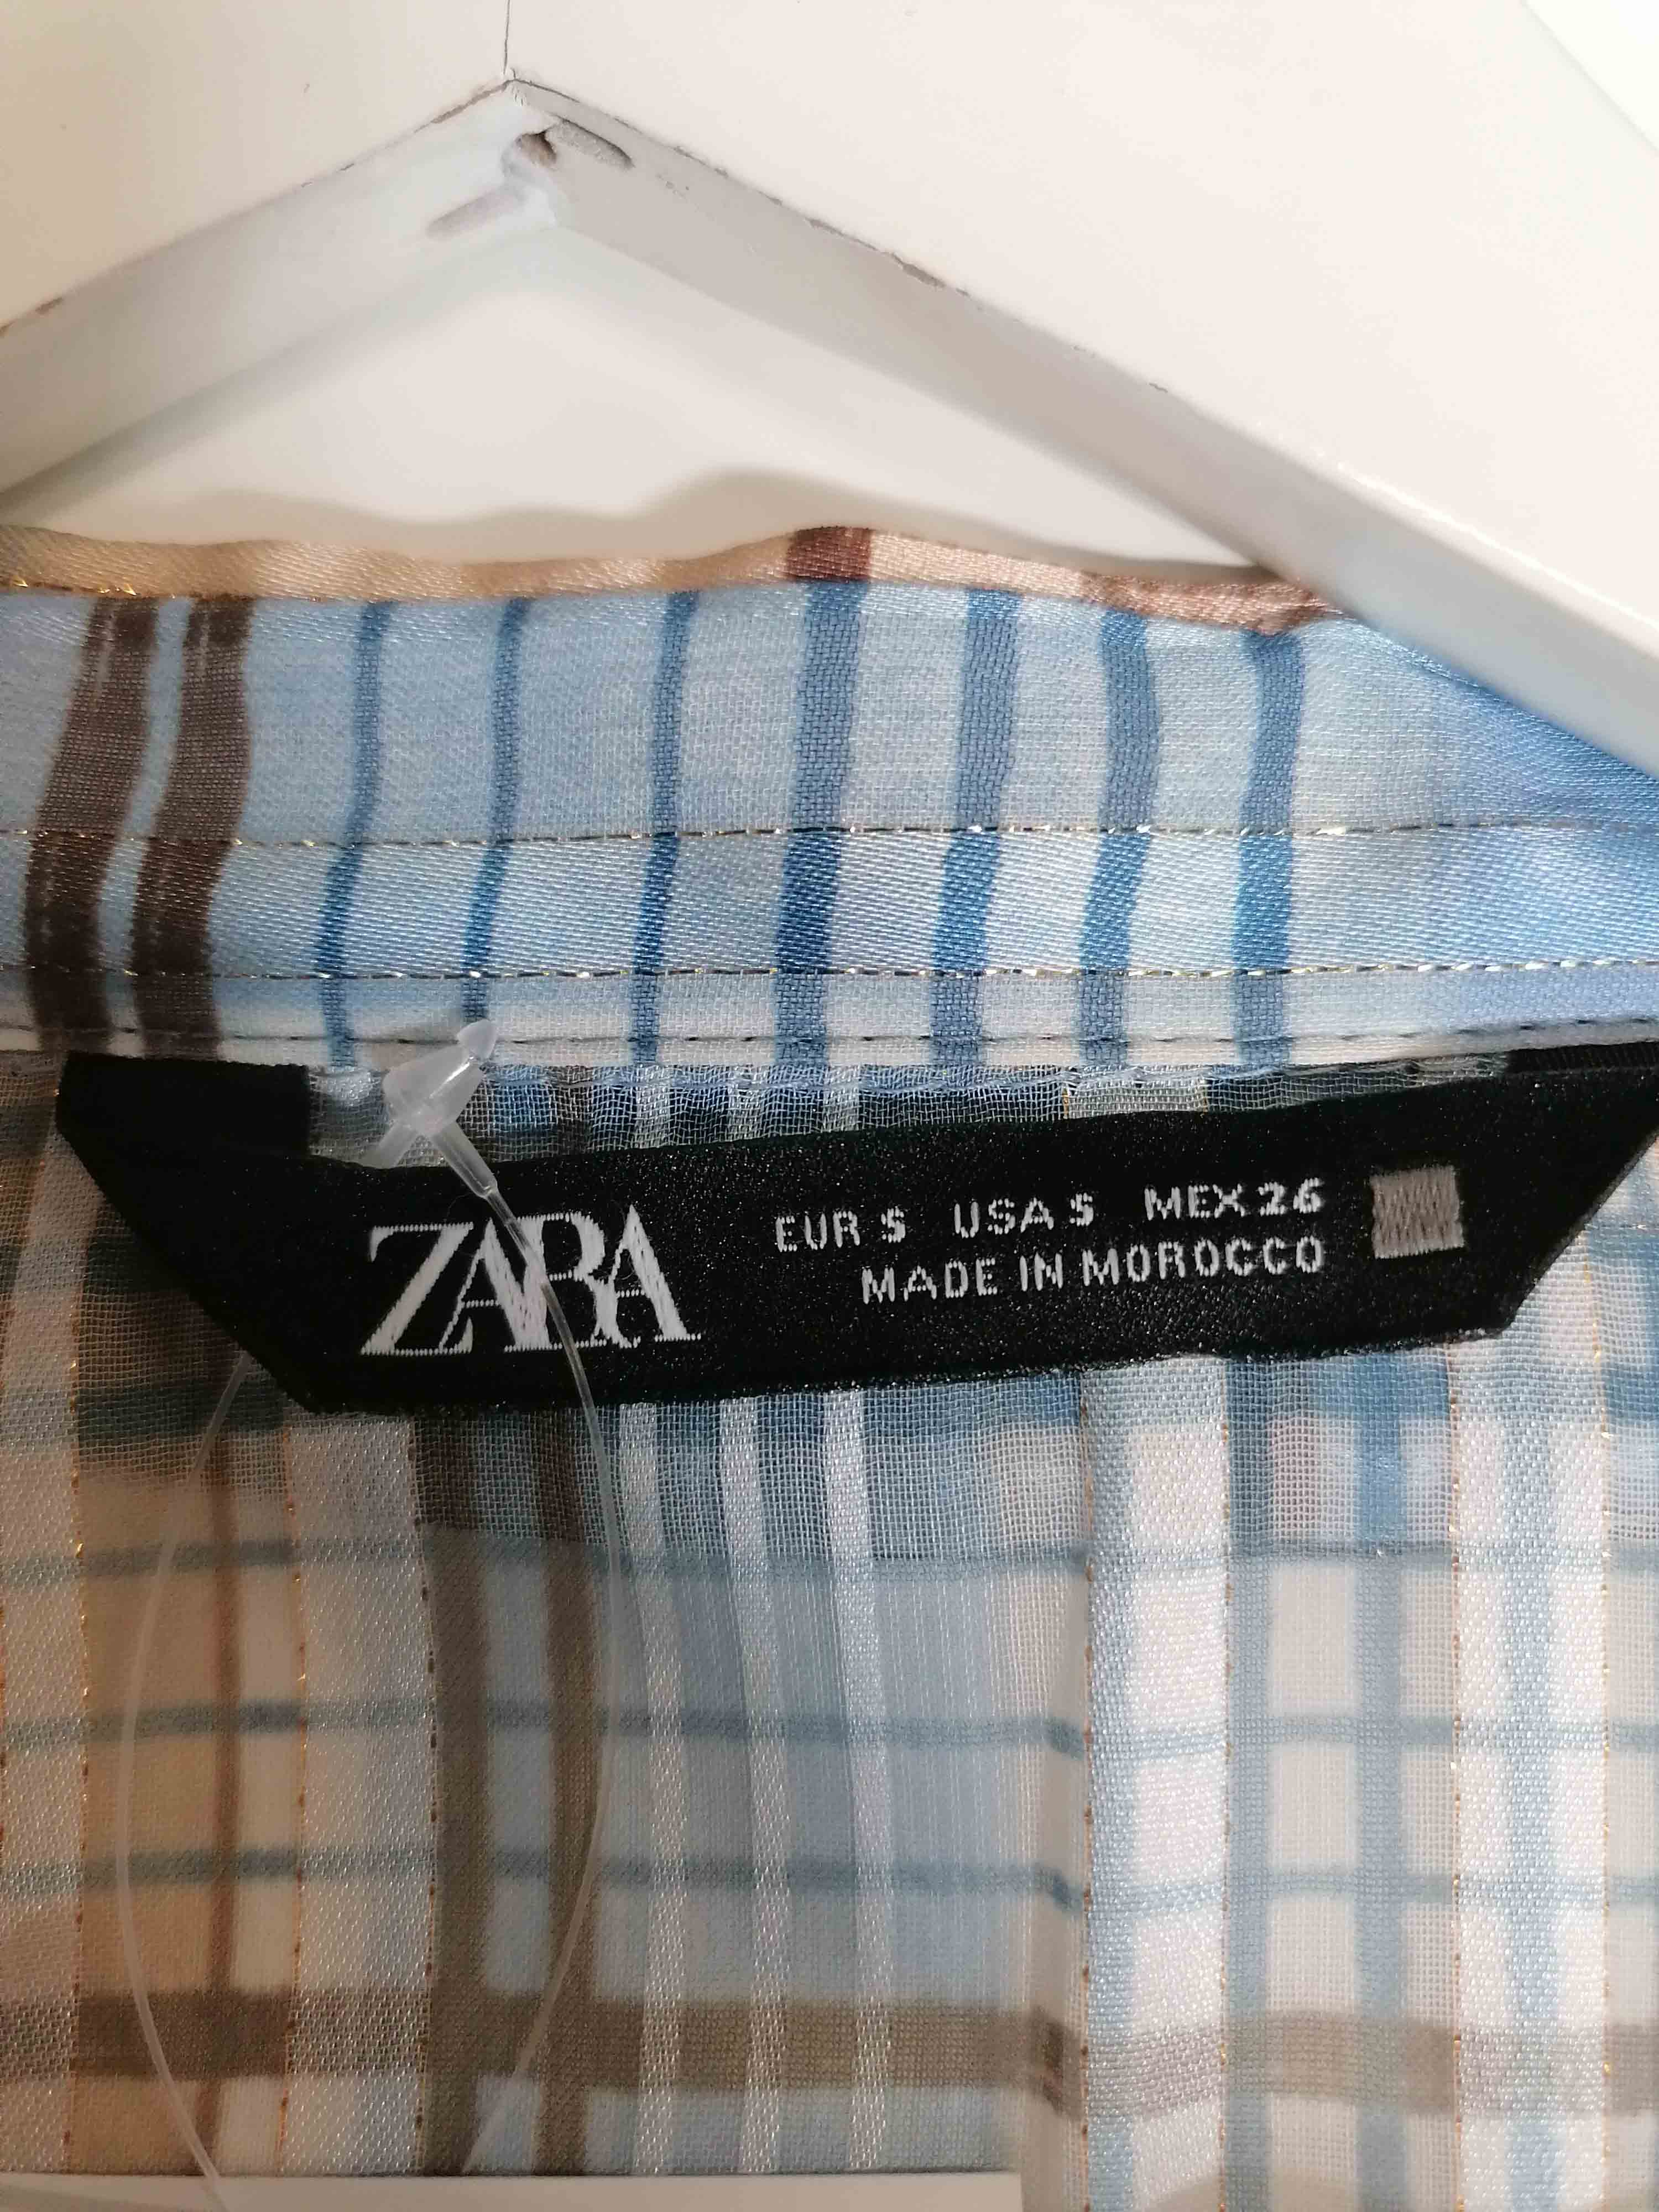 ZARA
EUR S USA S MEX 26
MADE IN MOROCCO